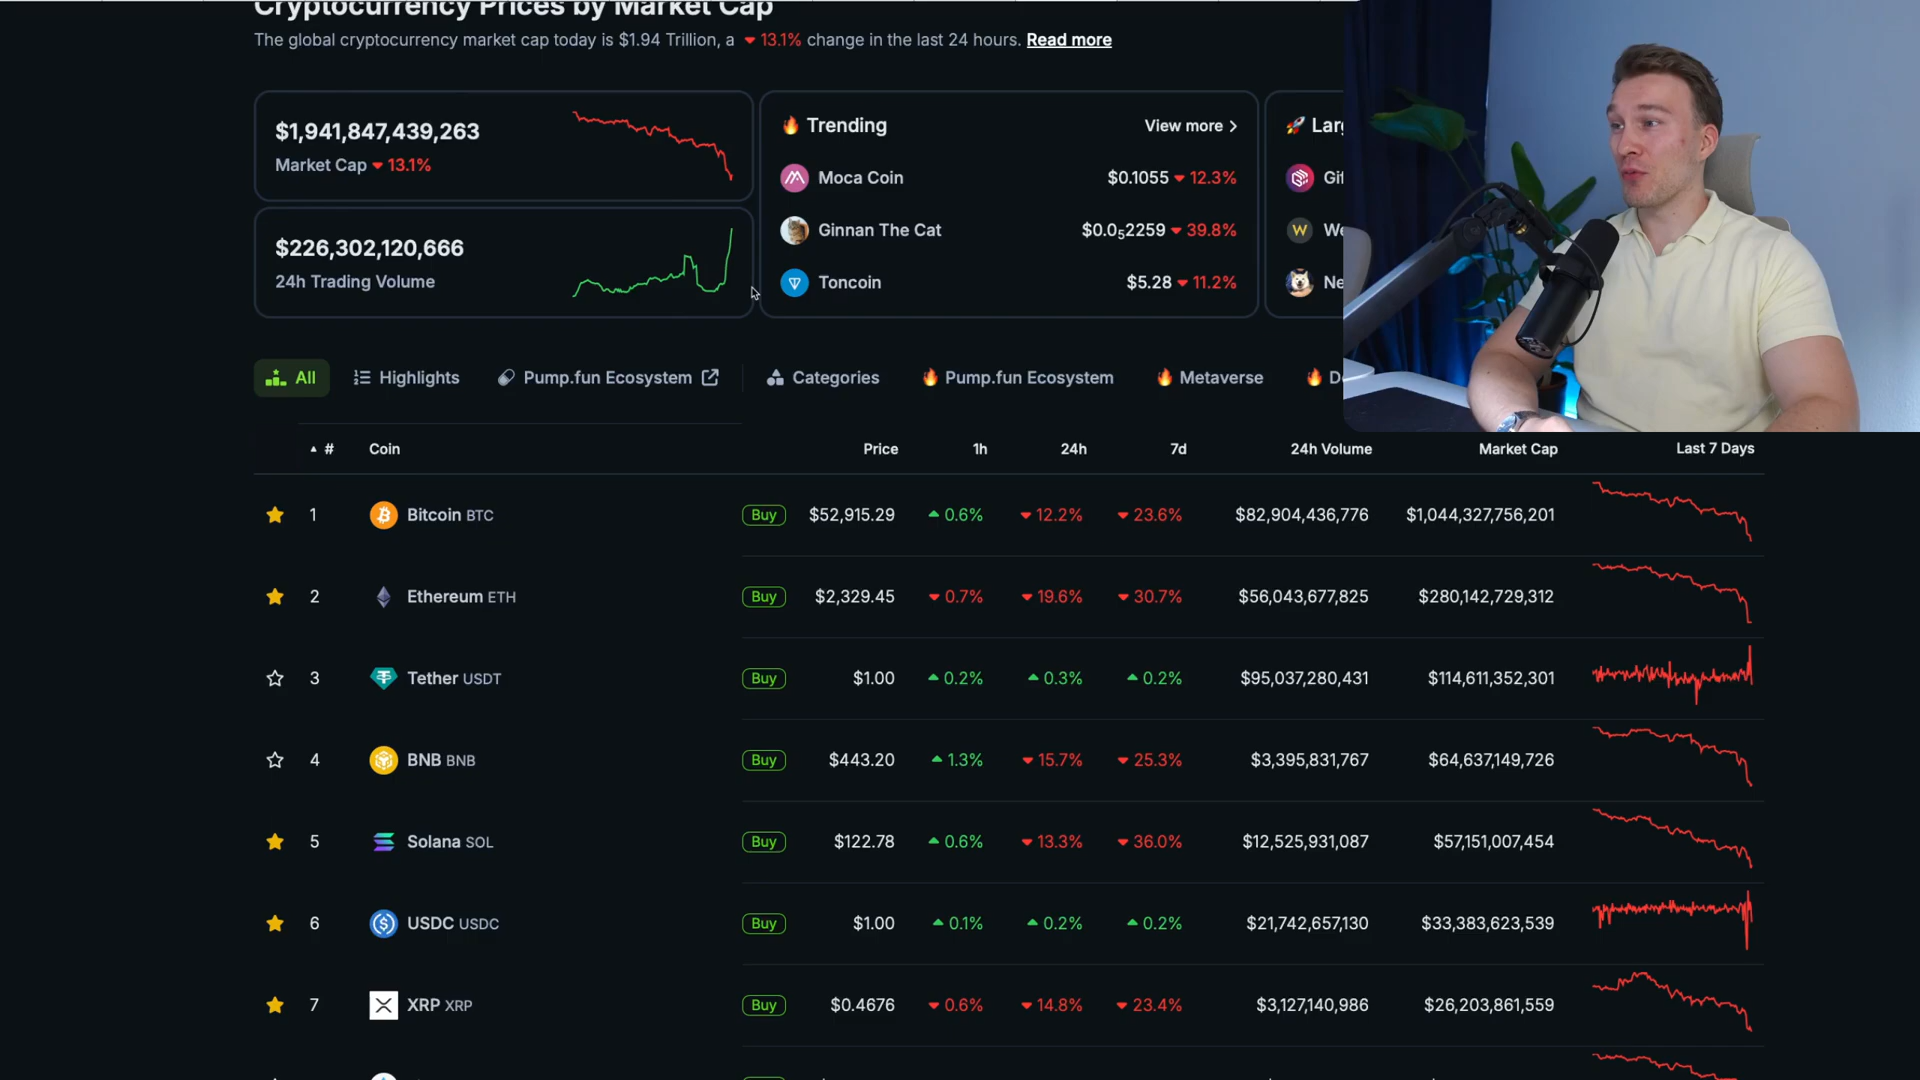 Cryptocurrency Prices by Market Cap
The global cryptocurrency market cap today is $1.94 Trillion, a 13.1% change in the last 24 hours. Read more
$1,941,847,439,263
Market Cap 13.1%
$226,302,120,666
24h Trading Volume
Trending View more
Moca Coin $0.1055 12.3%
Ginnan The Cat $0.0₅2259 39.8%
Toncoin $5.28 11.2%
All Highlights Pump.fun Ecosystem Categories Pump.fun Ecosystem Metaverse
# Coin Price 1h 24h 7d 24h Volume Market Cap Last 7 Days
1 Bitcoin BTC Buy $52,915.29 0.6% 12.2% 23.6% $82,904,436,776 $1,044,327,756,201
2 Ethereum ETH Buy $2,329.45 0.7% 19.6% 30.7% $56,043,677,825 $280,142,729,312
3 Tether USDT Buy $1.00 0.2% 0.3% 0.2% $95,037,280,431 $114,611,352,301
4 BNB BNB Buy $443.20 1.3% 15.7% 25.3% $3,395,831,767 $64,637,149,726
5 Solana SOL Buy $122.78 0.6% 13.3% 36.0% $12,525,931,087 $57,151,007,454
6 USDC USDC Buy $1.00 0.1% 0.2% 0.2% $21,742,657,130 $33,383,623,539
7 XRP XRP Buy $0.4676 0.6% 14.8% 23.4% $3,127,140,986 $26,203,861,559